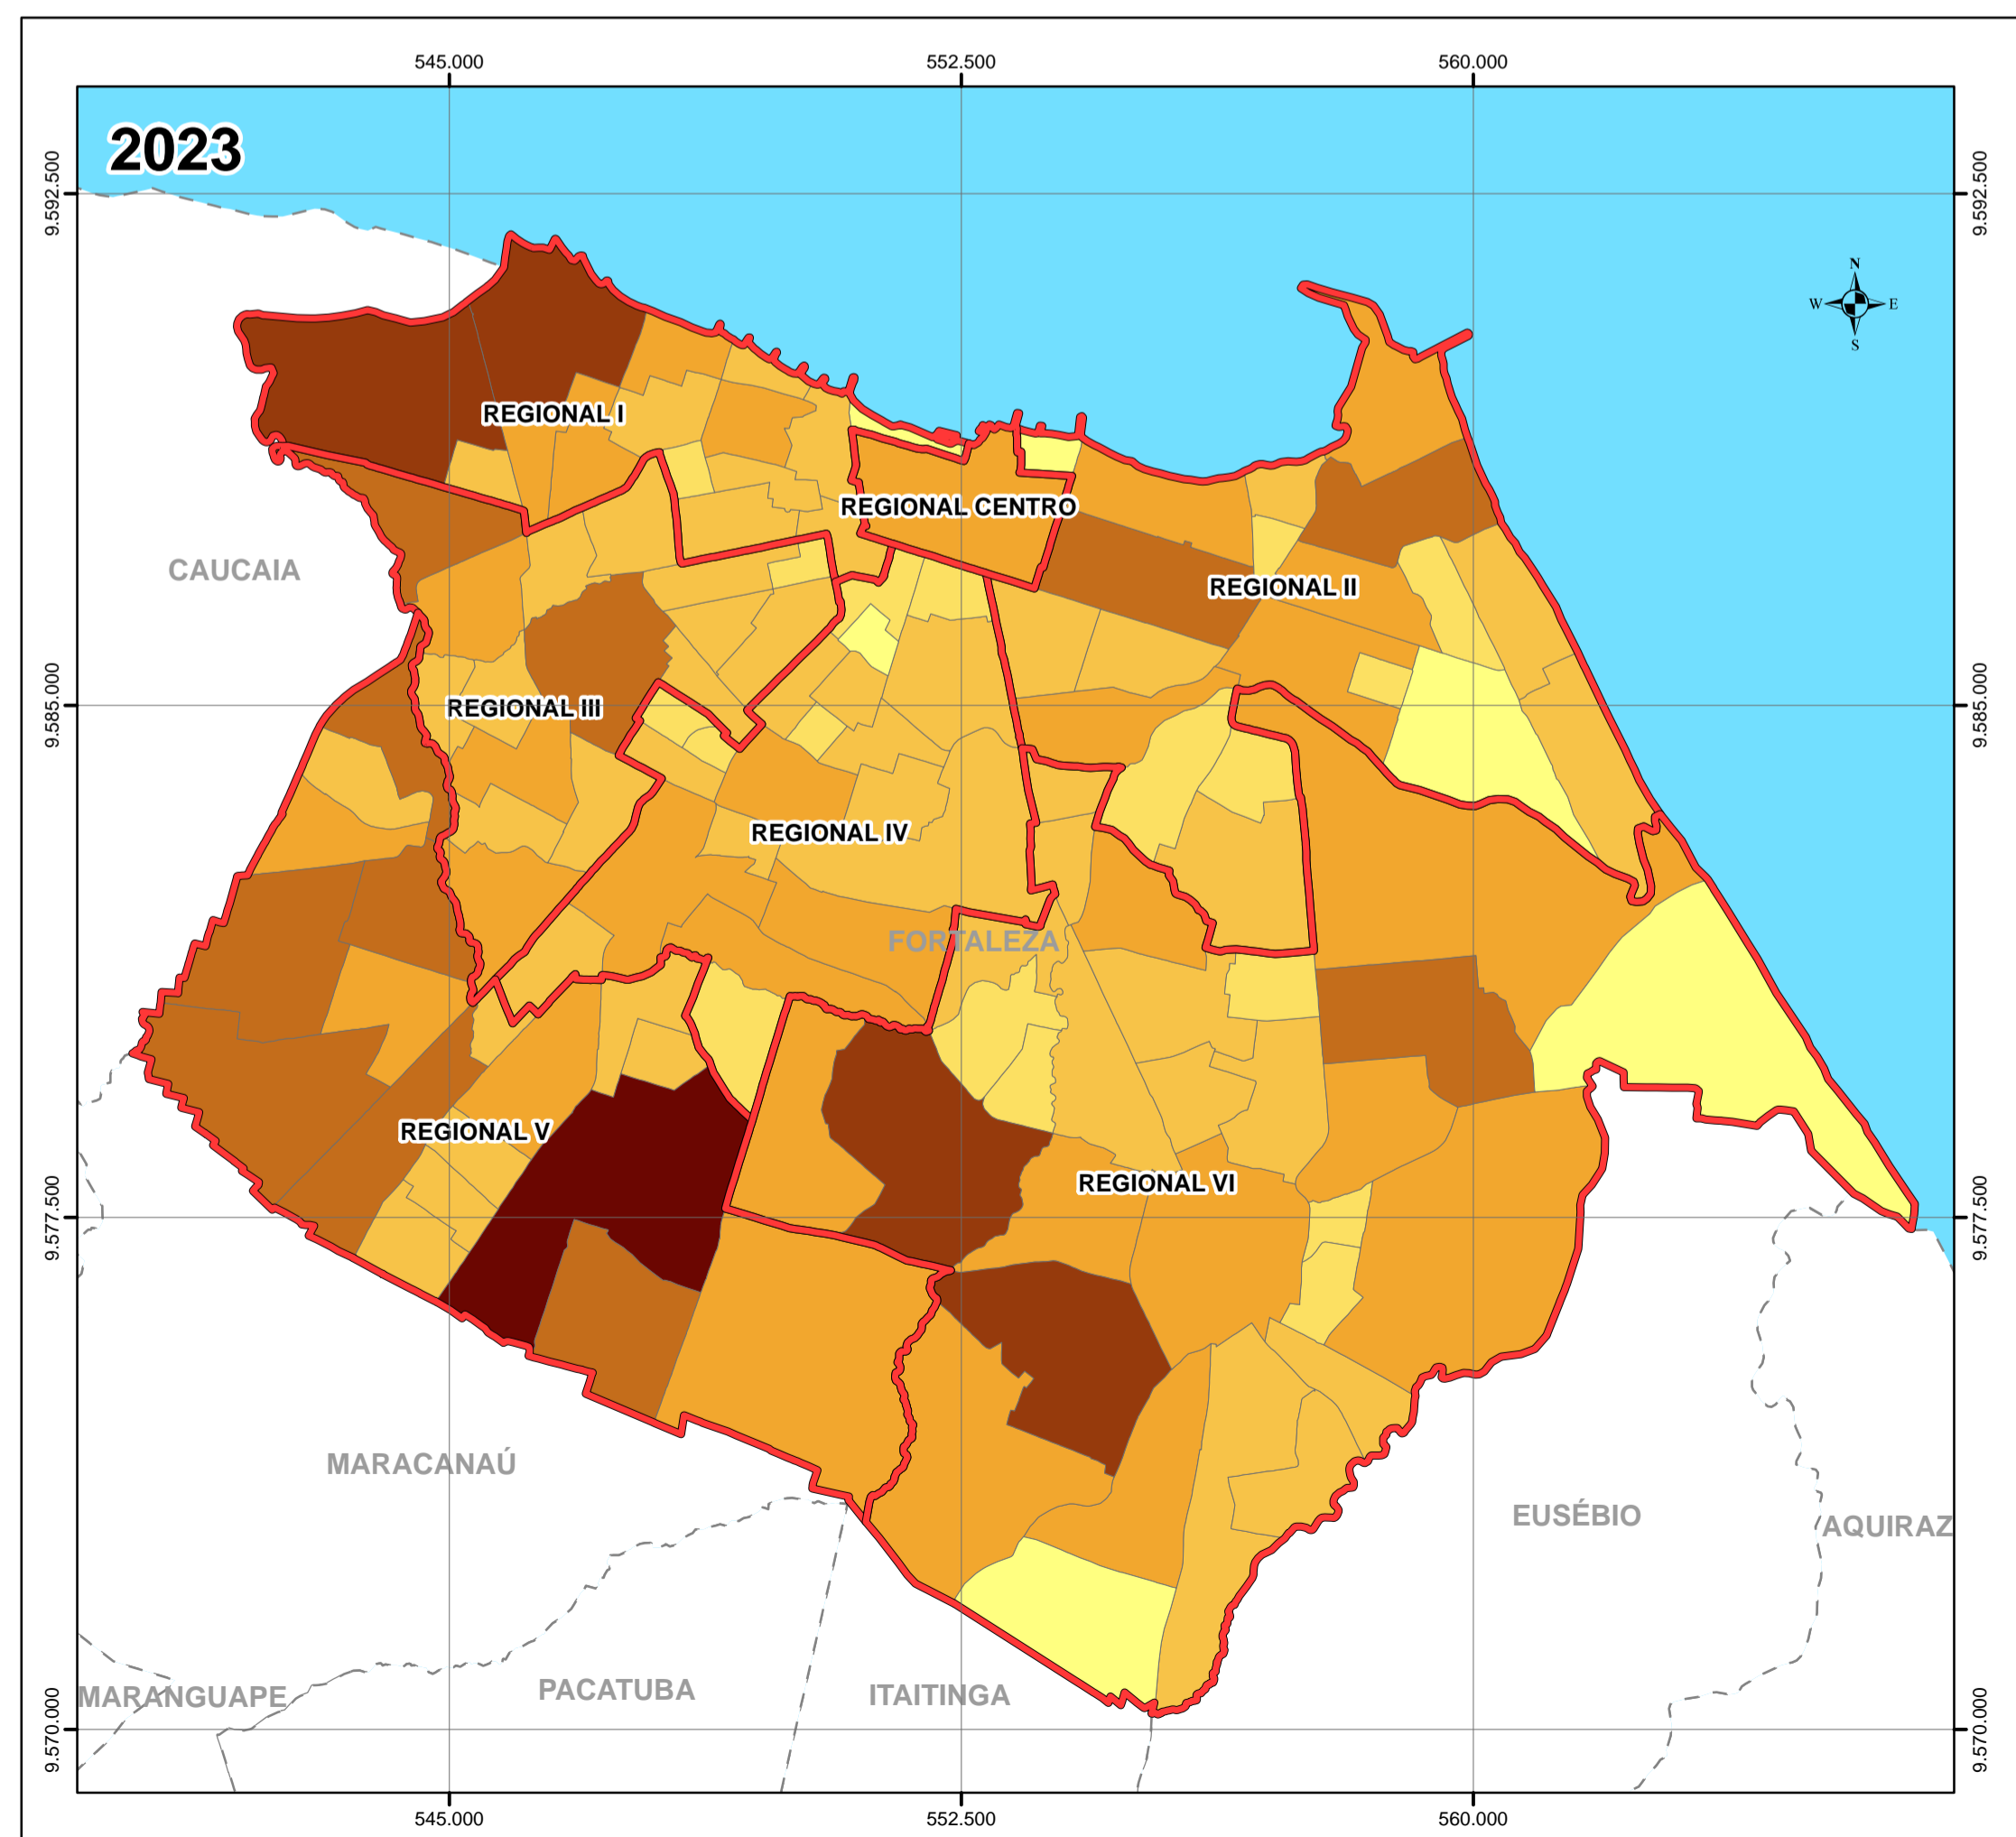 545.000 552.500 560.000
2023
9.592.500 9.592.500
N
W E
S
REGIONAL I
REGIONAL CENTRO
CAUCAIA
REGIONAL II
9.585.000 9.585.000
REGIONAL III
REGIONAL IV
FORTALEZA
REGIONAL V
REGIONAL VI
9.577.500 9.577.500
MARACANAÚ
EUSÉBIO
AQUIRAZ
MARANGUAPE
PACATUBA
ITAITINGA
9.570.000 9.570.000
545.000 552.500 560.000